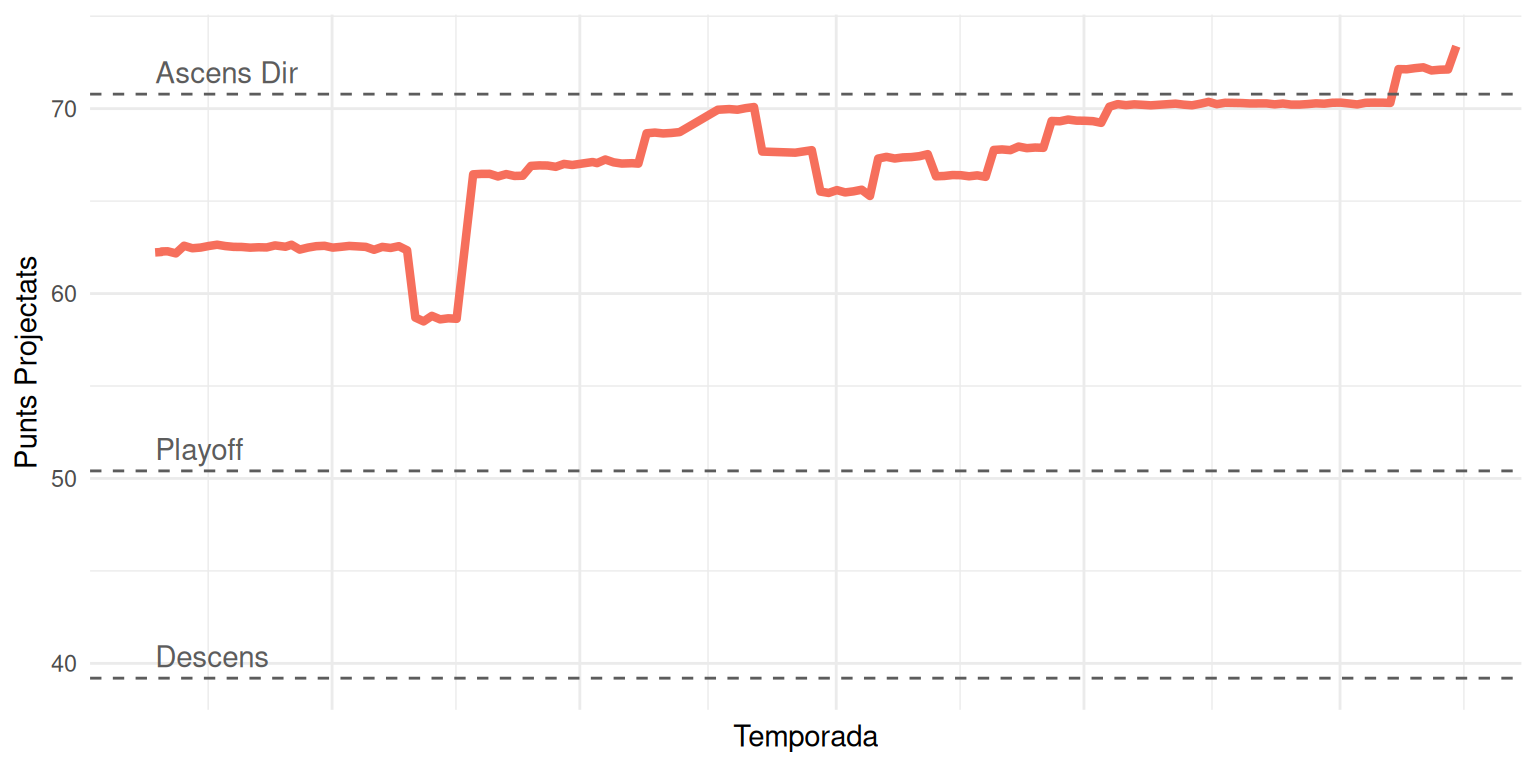 Ascens Dir
70
60
Punts Projectats
Playoff
50
Descens
40
Temporada